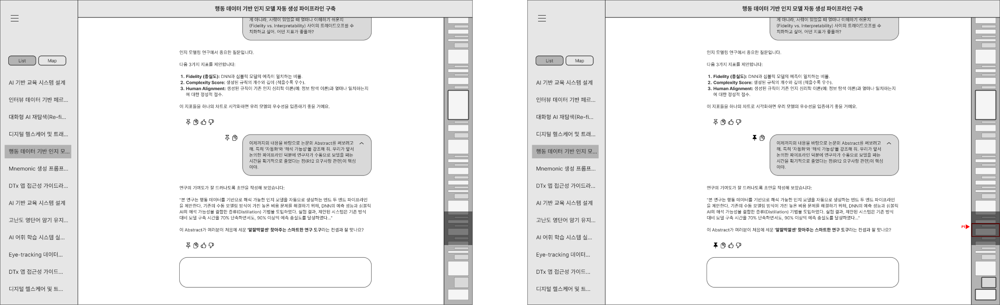 행동 데이터 기반 인지 모델 자동 생성 파이프라인 구축
List
Map
AI 기반 교육 시스템 설계
인터뷰 데이터 기반 페르...
대화형 AI 재탐색(Re-fi...
디지털 헬스케어 및 트래...
행동 데이터 기반 인지 모...
Mnemonic 생성 프롬프...
DTx 앱 접근성 가이드라...
AI 기반 교육 시스템 설계
고난도 영단어 암기 유지...
AI 어휘 학습 시스템 실...
Eye-tracking 데이터...
DTx 앱 접근성 가이드...
디지털 헬스케어 및 트...
게 아니라, 사람이 읽었을 때 얼마나 이해하기 쉬운지
(Fidelity vs. Interpretability) 사이의 트레이드오프를 수
치화하고 싶어. 어떤 지표가 좋을까?
인지 모델링 연구에서 중요한 질문입니다.
다음 3가지 지표를 제안합니다:
1. Fidelity (충실도): DNN과 심볼릭 모델의 예측이 일치하는 비율.
2. Complexity Score: 생성된 규칙의 개수와 깊이 (적을수록 우수).
3. Human Alignment: 생성된 규칙이 기존 인지 심리학 이론(예: 정보 탐색 이론)과 얼마나 일치하는지
에 대한 정성적 점수.
이 지표들을 하나의 차트로 시각화하면 우리 모델의 우수성을 입증하기 좋을 거예요.
이제까지의 내용을 바탕으로 논문의 Abstract를 써보려고
해. 특히 '자동화'와 '해석 가능성'을 강조해 줘. 우리가 앞서
논의한 파이프라인 덕분에 연구자가 수동으로 모델을 짜는
시간을 획기적으로 줄였다는 점(R12 요구사항 관련)이 핵심
이야.
연구의 기여도가 잘 드러나도록 초안을 작성해 보았습니다:
"본 연구는 행동 데이터를 기반으로 해석 가능한 인지 모델을 자동으로 생성하는 엔드 투 엔드 파이프라인
을 제안한다. 기존의 수동 모델링 방식이 가진 높은 비용 문제를 해결하기 위해, DNN의 예측 성능과 심볼릭
AI의 해석 가능성을 결합한 증류(Distillation) 기법을 도입하였다. 실험 결과, 제안된 시스템은 기존 방식
대비 모델 구축 시간을 70% 단축하면서도, 90% 이상의 예측 충실도를 달성하였다..."
이 Abstract가 여러분이 처음에 세운 '알잘딱깔센' 찾아주는 스마트한 연구 도구'라는 컨셉과 잘 맞나요?
행동 데이터 기반 인지 모델 자동 생성 파이프라인 구축
List
Map
AI 기반 교육 시스템 설계
인터뷰 데이터 기반 페르...
대화형 AI 재탐색(Re-fi...
디지털 헬스케어 및 트래...
행동 데이터 기반 인지 모...
Mnemonic 생성 프롬프...
DTx 앱 접근성 가이드라...
AI 기반 교육 시스템 설계
고난도 영단어 암기 유지...
AI 어휘 학습 시스템 실...
Eye-tracking 데이터...
DTx 앱 접근성 가이드...
디지털 헬스케어 및 트...
게 아니라, 사람이 읽었을 때 얼마나 이해하기 쉬운지
(Fidelity vs. Interpretability) 사이의 트레이드오프를 수
치화하고 싶어. 어떤 지표가 좋을까?
인지 모델링 연구에서 중요한 질문입니다.
다음 3가지 지표를 제안합니다:
1. Fidelity (충실도): DNN과 심볼릭 모델의 예측이 일치하는 비율.
2. Complexity Score: 생성된 규칙의 개수와 깊이 (적을수록 우수).
3. Human Alignment: 생성된 규칙이 기존 인지 심리학 이론(예: 정보 탐색 이론)과 얼마나 일치하는지
에 대한 정성적 점수.
이 지표들을 하나의 차트로 시각화하면 우리 모델의 우수성을 입증하기 좋을 거예요.
이제까지의 내용을 바탕으로 논문의 Abstract를 써보려고
해. 특히 '자동화'와 '해석 가능성'을 강조해 줘. 우리가 앞서
논의한 파이프라인 덕분에 연구자가 수동으로 모델을 짜는
시간을 획기적으로 줄였다는 점(R12 요구사항 관련)이 핵심
이야.
연구의 기여도가 잘 드러나도록 초안을 작성해 보았습니다:
"본 연구는 행동 데이터를 기반으로 해석 가능한 인지 모델을 자동으로 생성하는 엔드 투 엔드 파이프라인
을 제안한다. 기존의 수동 모델링 방식이 가진 높은 비용 문제를 해결하기 위해, DNN의 예측 성능과 심볼릭
AI의 해석 가능성을 결합한 증류(Distillation) 기법을 도입하였다. 실험 결과, 제안된 시스템은 기존 방식
대비 모델 구축 시간을 70% 단축하면서도, 90% 이상의 예측 충실도를 달성하였다..."
이 Abstract가 여러분이 처음에 세운 '알잘딱깔센' 찾아주는 스마트한 연구 도구'라는 컨셉과 잘 맞나요?
P1